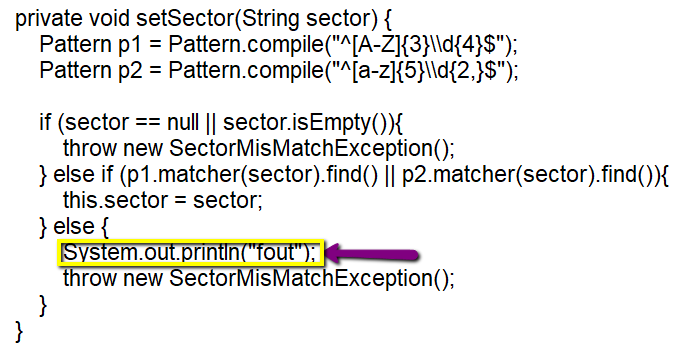 private void setSector(String sector) {
Pattern p1 = Pattern.compile("^[A-Z]{3}\\d{4}$");
Pattern p2 = Pattern.compile("^[a-z]{5}\\d{2,}$");
if (sector == null || sector.isEmpty()){
throw new SectorMisMatchException();
} else if (p1.matcher(sector).find() || p2.matcher(sector).find()){
this.sector = sector;
} else {
System.out.println("fout");
throw new SectorMisMatchException();
}
}